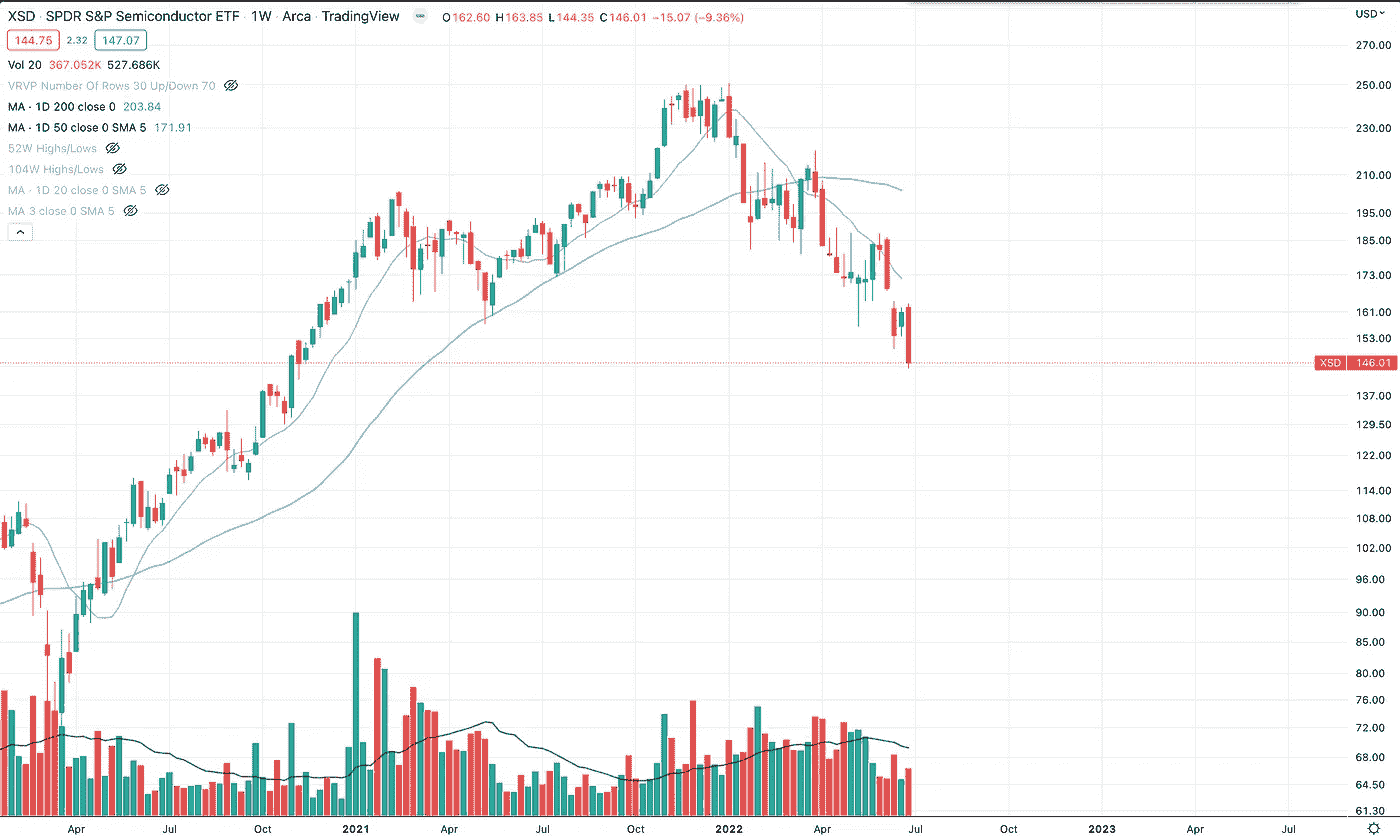 XSD · SPDR S&P Semiconductor ETF · 1W · Arca · TradingView O162.60 H163.85 L144.35 C146.01 −15.07 (−9.36%)
USD
144.75 2.32 147.07
Vol 20 367.052K 527.686K
VRVP Number Of Rows 30 Up/Down 70
MA · 1D 200 close 0 203.84
MA · 1D 50 close 0 SMA 5 171.91
52W Highs/Lows
104W Highs/Lows
MA · 1D 20 close 0 SMA 5
MA 3 close 0 SMA 5
270.00
250.00
230.00
210.00
195.00
185.00
173.00
161.00
153.00
XSD 146.01
137.00
129.50
122.00
114.00
108.00
102.00
96.00
90.00
85.00
80.00
76.00
72.00
68.00
64.50
61.30
Apr Jul Oct 2021 Apr Jul Oct 2022 Apr Jul Oct 2023 Apr Jul